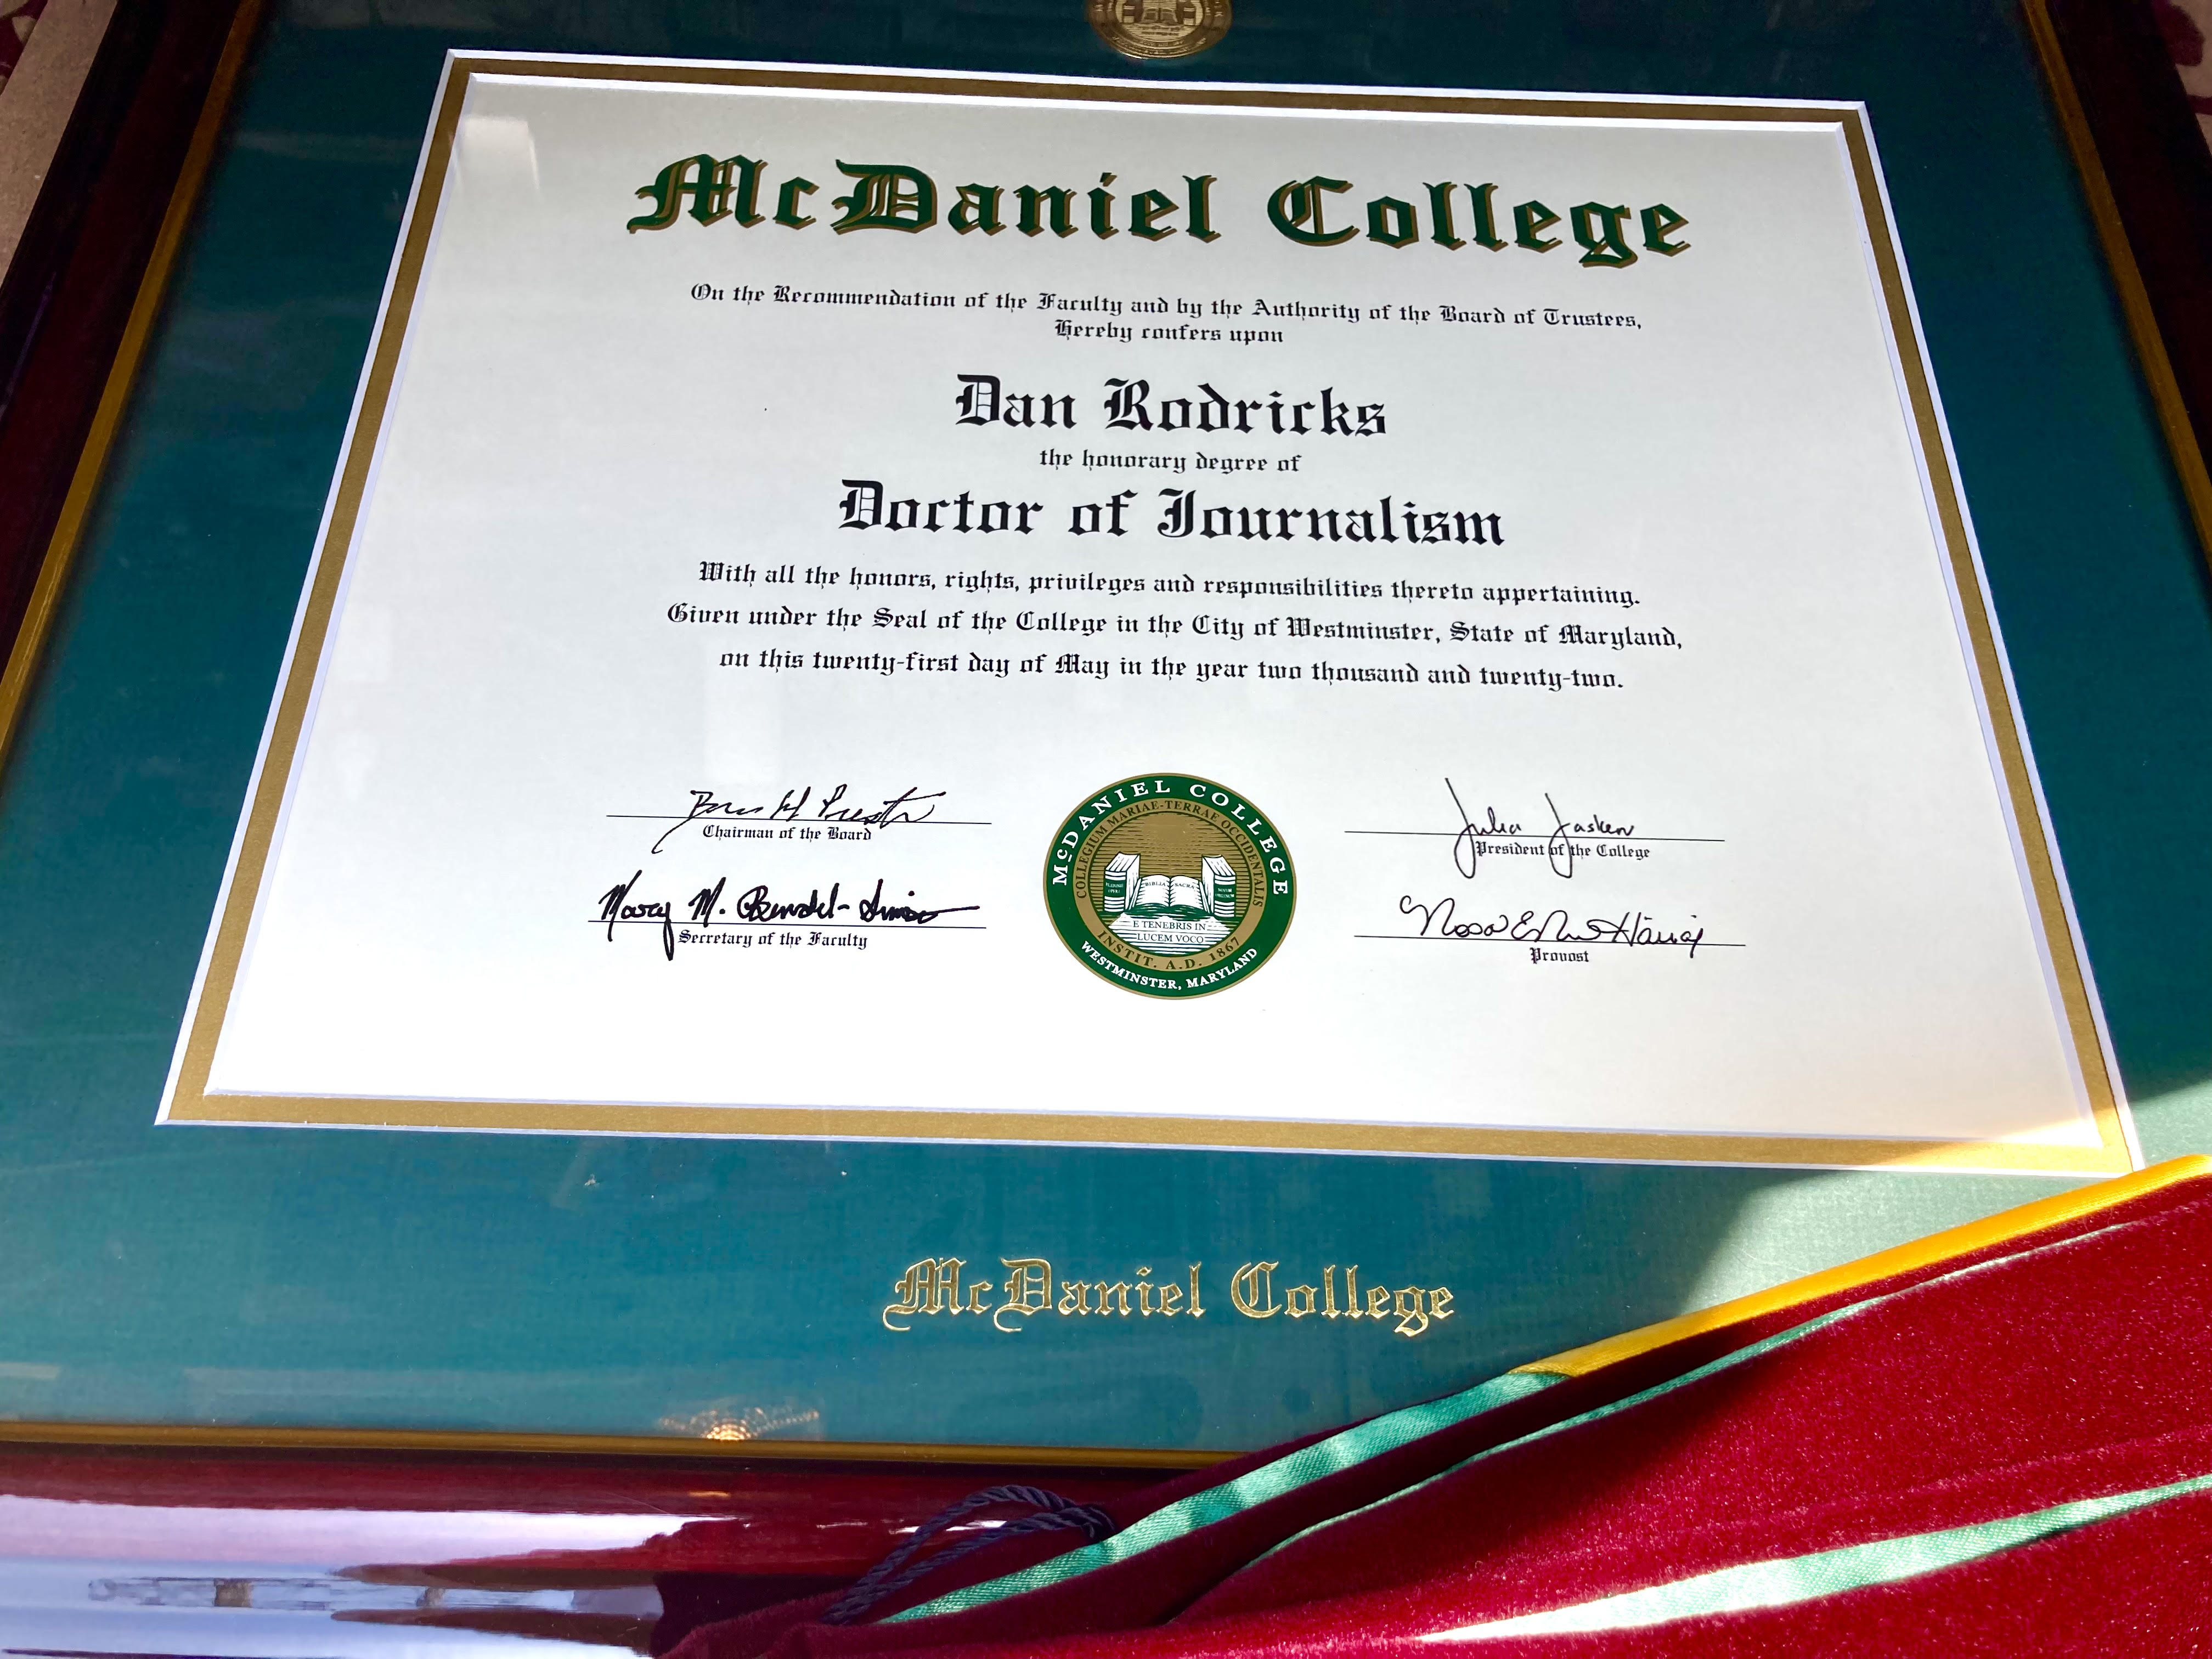 McDaniel College
On the Recommendation of the Faculty and by the Authority of the Board of Trustees,
Hereby confers upon
Dan Rodricks
the honorary degree of
Doctor of Journalism
With all the honors, rights, privileges and responsibilities thereto appertaining.
Given under the Seal of the College in the City of Westminster, State of Maryland,
on this twenty-first day of May in the year two thousand and twenty-two.
Chairman of the Board
Julia Jasken
President of the College
Mary M.
Secretary of the Faculty
Provost
McDANIEL COLLEGE
COLLEGIUM MARIAE-TERRAE OCCIDENTALIS
BIBLIA SACRA
E TENEBRIS IN
LUCEM VOCO
INSTIT. A.D. 1867
WESTMINSTER, MARYLAND
McDaniel College